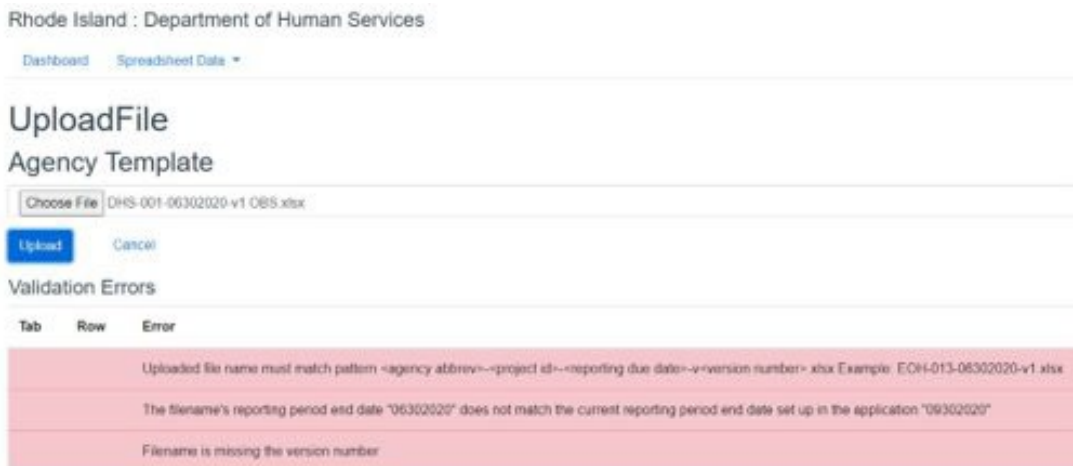 Rhode Island : Department of Human Services
Dashboard Spreadsheet Data
UploadFile
Agency Template
Choose File DHS-001-06302020-v1 OBS.xlsx
Upload Cancel
Validation Errors
Tab Row Error
Uploaded file name must match pattern <agency abbrev>-<project id>-<reporting due date>-v<version number>.xlsx Example: EOH-013-06302020-v1.xlsx
The filename's reporting period end date "06302020" does not match the current reporting period end date set up in the application "09302020"
Filename is missing the version number